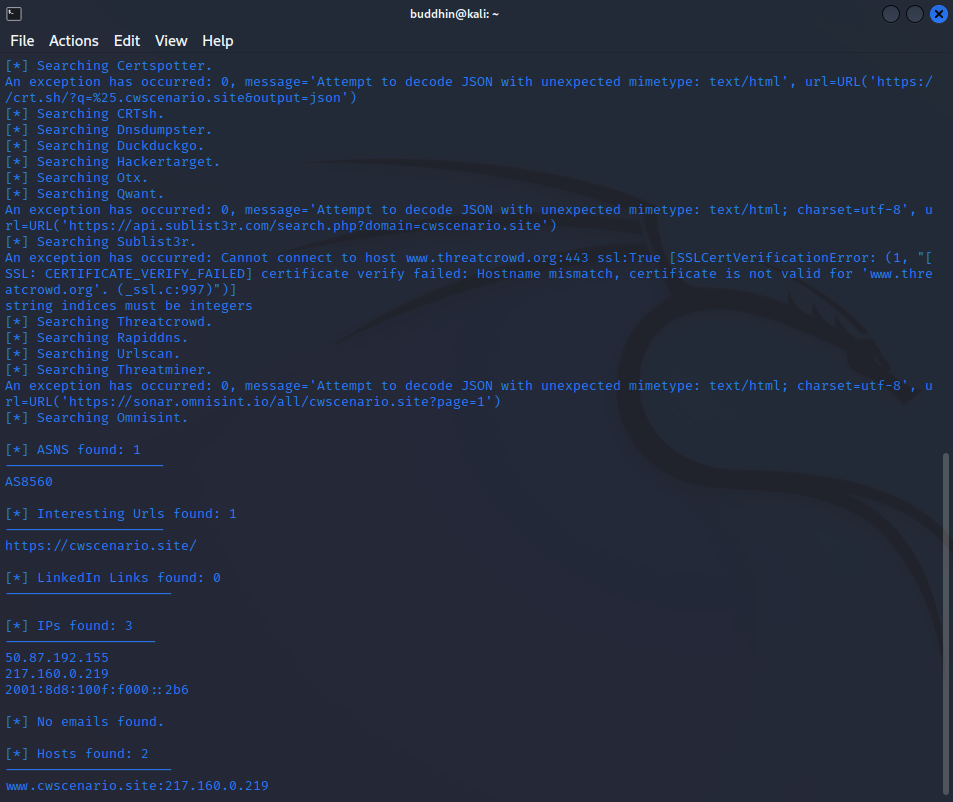 buddhin@kali: ~
File Actions Edit View Help
[*] Searching Certspotter.
An exception has occurred: 0, message='Attempt to decode JSON with unexpected mimetype: text/html', url=URL('https:/
/crt.sh/?q=%25.cwscenario.site&output=json')
[*] Searching CRTsh.
[*] Searching Dnsdumpster.
[*] Searching Duckduckgo.
[*] Searching Hackertarget.
[*] Searching Otx.
[*] Searching Qwant.
An exception has occurred: 0, message='Attempt to decode JSON with unexpected mimetype: text/html; charset=utf-8', u
rl=URL('https://api.sublist3r.com/search.php?domain=cwscenario.site')
[*] Searching Sublist3r.
An exception has occurred: Cannot connect to host www.threatcrowd.org:443 ssl:True [SSLCertVerificationError: (1, "[
SSL: CERTIFICATE_VERIFY_FAILED] certificate verify failed: Hostname mismatch, certificate is not valid for 'www.thre
atcrowd.org'. (_ssl.c:997)")]
string indices must be integers
[*] Searching Threatcrowd.
[*] Searching Rapiddns.
[*] Searching Urlscan.
[*] Searching Threatminer.
An exception has occurred: 0, message='Attempt to decode JSON with unexpected mimetype: text/html; charset=utf-8', u
rl=URL('https://sonar.omnisint.io/all/cwscenario.site?page=1')
[*] Searching Omnisint.
[*] ASNS found: 1
AS8560
[*] Interesting Urls found: 1
https://cwscenario.site/
[*] LinkedIn Links found: 0
[*] IPs found: 3
50.87.192.155
217.160.0.219
2001:8d8:100f:f000::2b6
[*] No emails found.
[*] Hosts found: 2
www.cwscenario.site:217.160.0.219